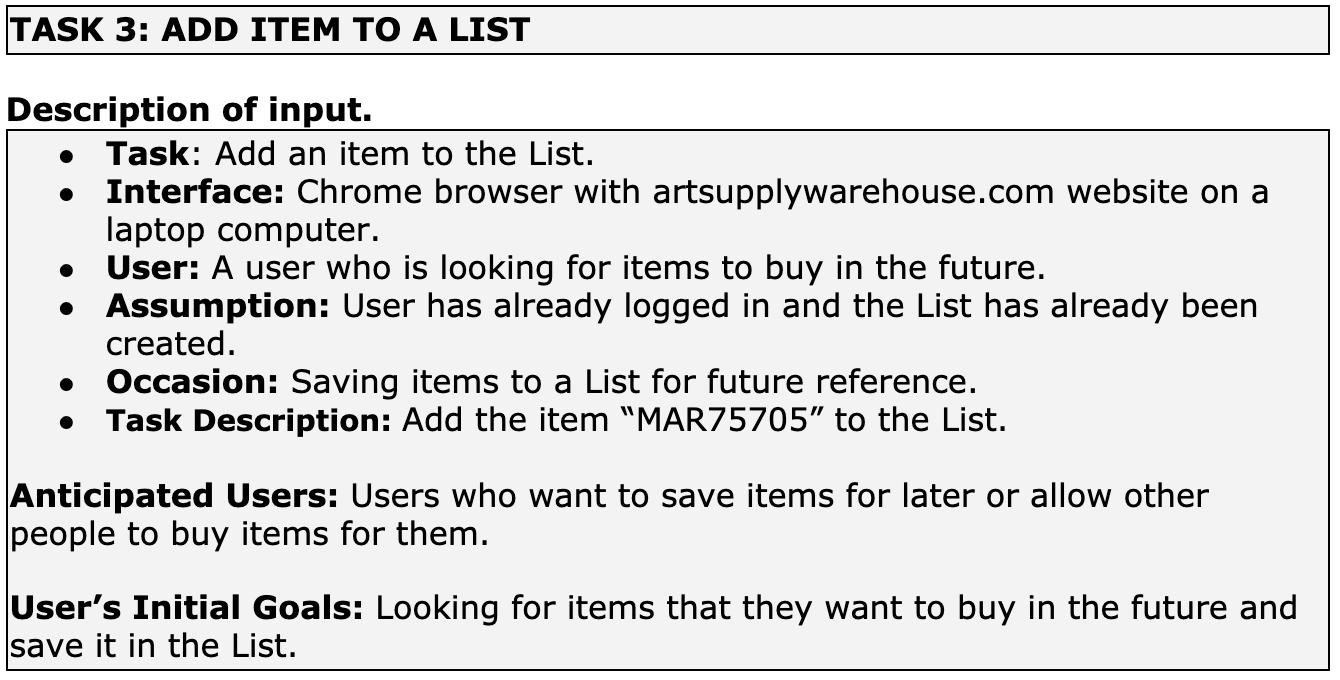 TASK 3: ADD ITEM TO A LIST
Description of input.
● Task: Add an item to the List.
● Interface: Chrome browser with artsupplywarehouse.com website on a
laptop computer.
● User: A user who is looking for items to buy in the future.
● Assumption: User has already logged in and the List has already been
created.
● Occasion: Saving items to a List for future reference.
● Task Description: Add the item “MAR75705” to the List.
Anticipated Users: Users who want to save items for later or allow other
people to buy items for them.
User’s Initial Goals: Looking for items that they want to buy in the future and
save it in the List.